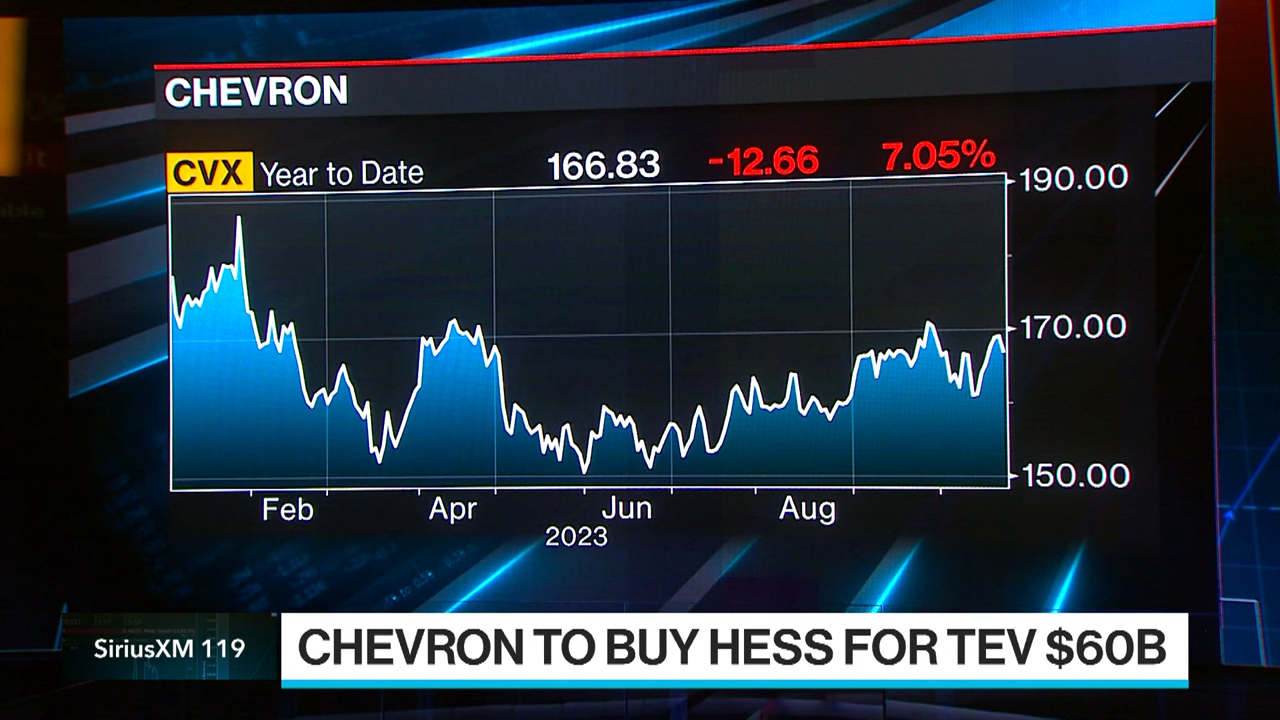 CHEVRON
CVX Year to Date 166.83 -12.66 7.05%
190.00
170.00
150.00
Feb Apr Jun Aug
2023
SiriusXM 119
CHEVRON TO BUY HESS FOR TEV $60B